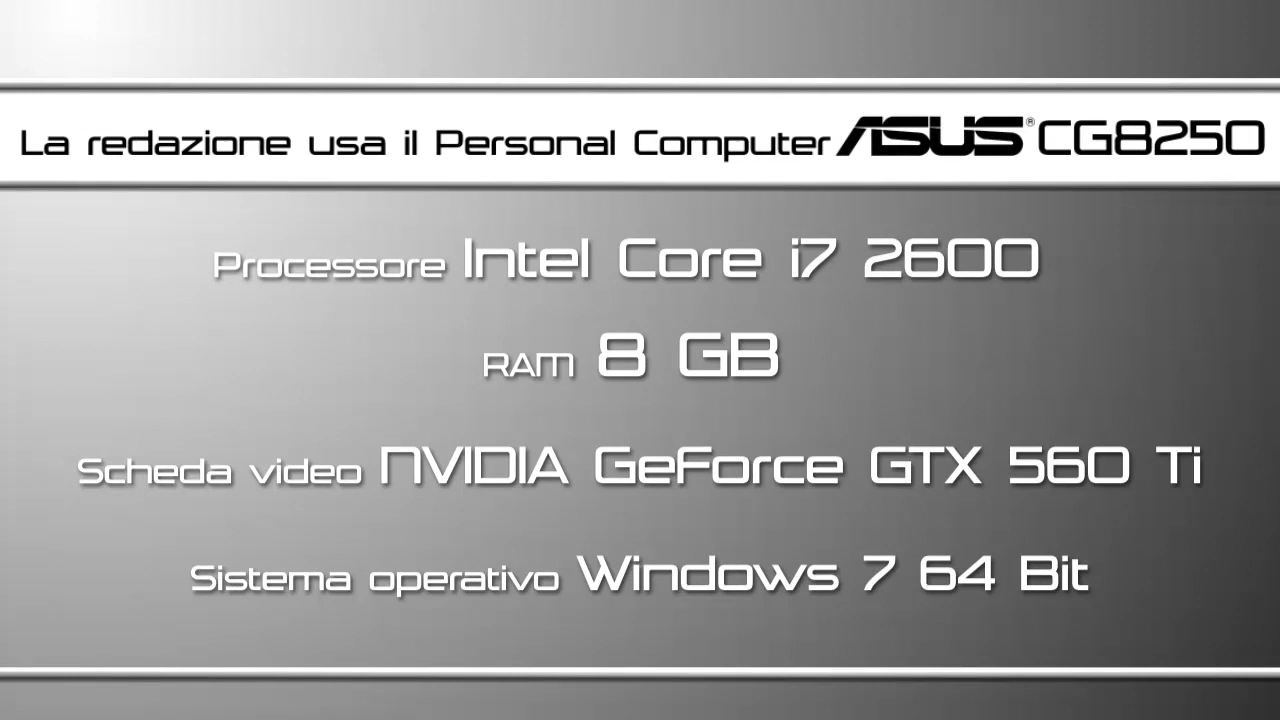 La redazione usa il Personal Computer ASUS® CG8250
Processore Intel Core i7 2600
RAM 8 GB
Scheda video NVIDIA GeForce GTX 560 Ti
Sistema operativo Windows 7 64 Bit